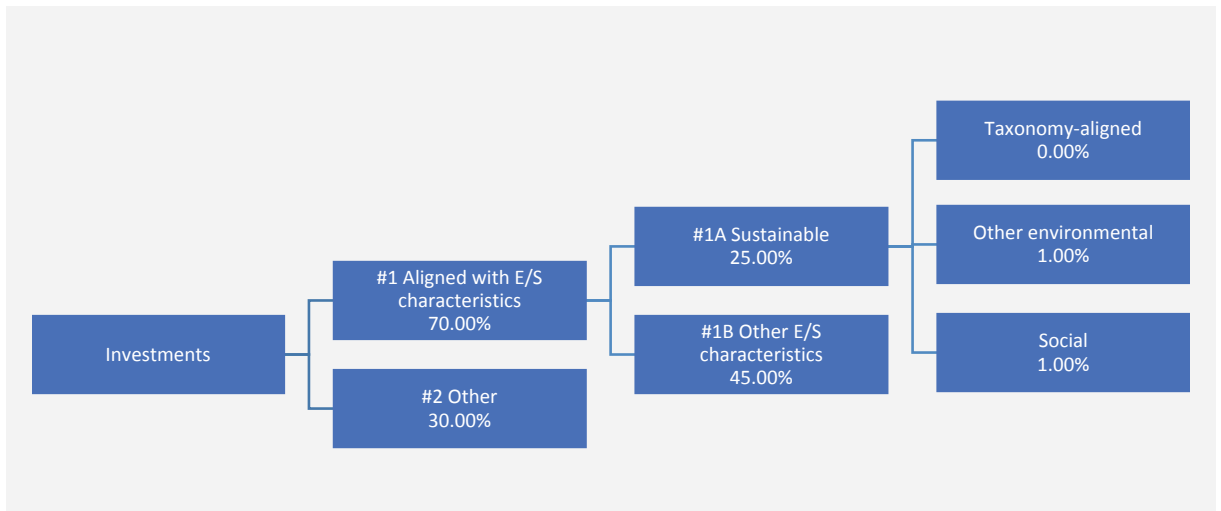 Investments
#1 Aligned with E/S
characteristics
70.00%
#2 Other
30.00%
#1A Sustainable
25.00%
#1B Other E/S
characteristics
45.00%
Taxonomy-aligned
0.00%
Other environmental
1.00%
Social
1.00%